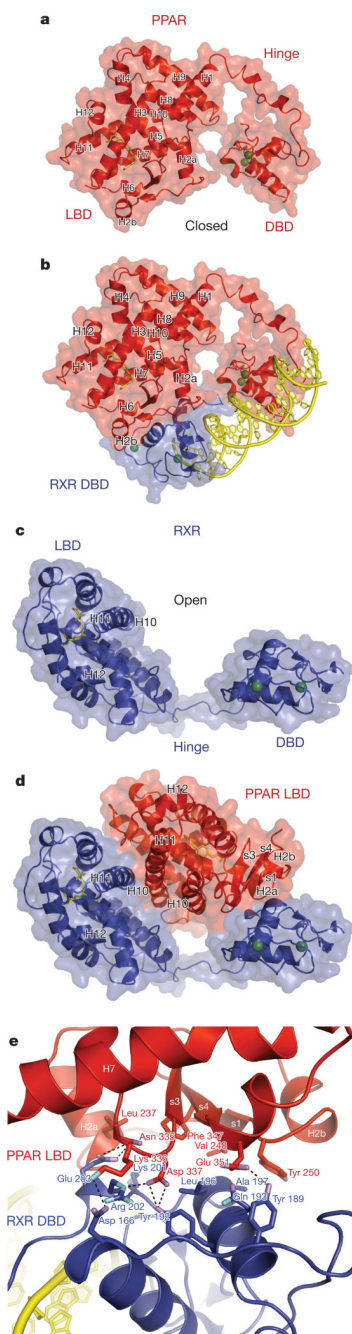 a
PPAR
Hinge
H4
H9
H1
H8
H12
H3
H10
H5
H11
H7
H2a
H6
LBD
Closed
DBD
H2b
b
H4
H9
H1
H8
H12
H3
H10
H5
H11
H7
H2a
H6
H2b
RXR DBD
c
RXR
LBD
Open
H11
H10
H12
Hinge
DBD
d
H12
PPAR LBD
H11
s3
s4
H2b
H11
s1
H10
H2a
H12
H10
e
H7
s3
s4
s1
H2a
H2b
Leu 237
Asn 335
Phe 347
Val 248
PPAR LBD
Lys 336
Glu 351
Lys 201
Asp 337
Tyr 250
Glu 203
Leu 196
Ala 197
RXR DBD
Arg 202
Gln 193
Tyr 189
Asp 166
Tyr 192